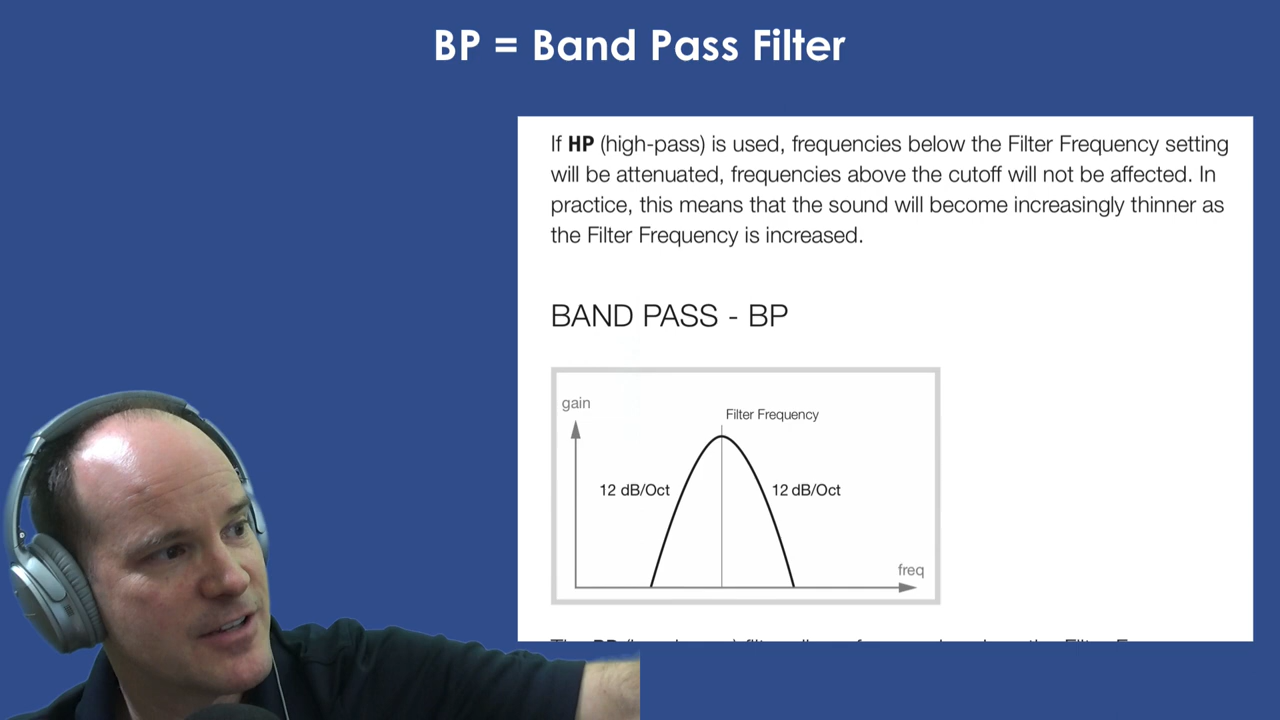 BP = Band Pass Filter
If HP (high-pass) is used, frequencies below the Filter Frequency setting
will be attenuated, frequencies above the cutoff will not be affected. In
practice, this means that the sound will become increasingly thinner as
the Filter Frequency is increased.
BAND PASS - BP
gain
Filter Frequency
12 dB/Oct
12 dB/Oct
freq